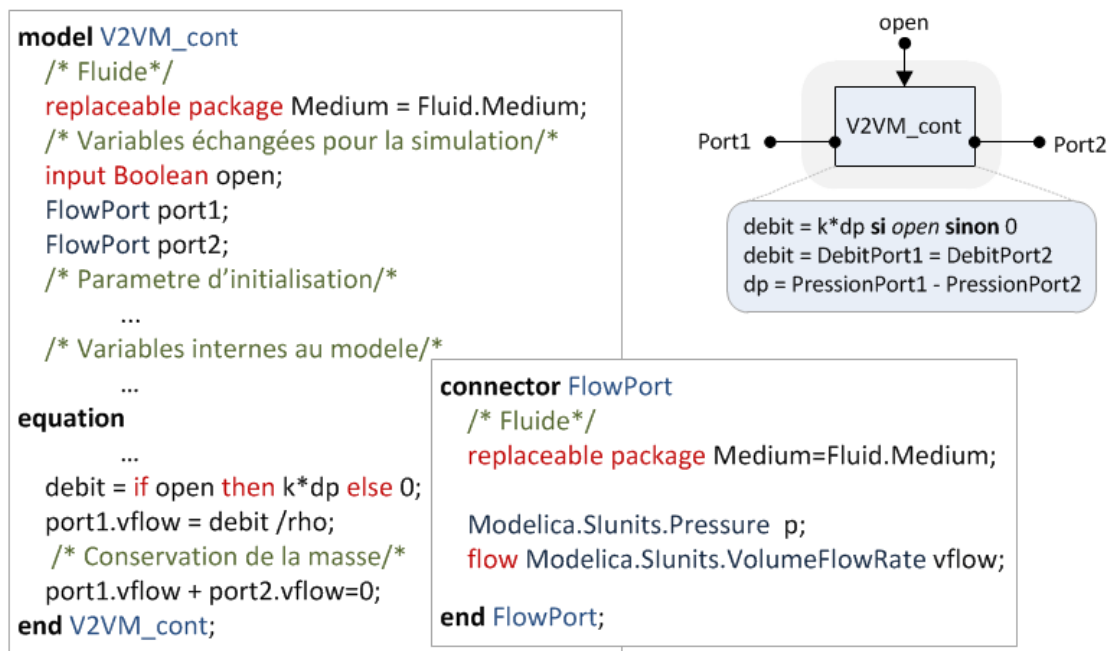 model V2VM_cont
/* Fluide*/
replaceable package Medium = Fluid.Medium;
/* Variables échangées pour la simulation/*
input Boolean open;
FlowPort port1;
FlowPort port2;
/* Parametre d'initialisation/*
...
/* Variables internes au modele/*
...
equation
...
debit = if open then k*dp else 0;
port1.vflow = debit /rho;
/* Conservation de la masse/*
port1.vflow + port2.vflow=0;
end V2VM_cont;
open
Port1
V2VM_cont
Port2
debit = k*dp si open sinon 0
debit = DebitPort1 = DebitPort2
dp = PressionPort1 - PressionPort2
connector FlowPort
/* Fluide*/
replaceable package Medium=Fluid.Medium;
Modelica.SIunits.Pressure p;
flow Modelica.SIunits.VolumeFlowRate vflow;
end FlowPort;